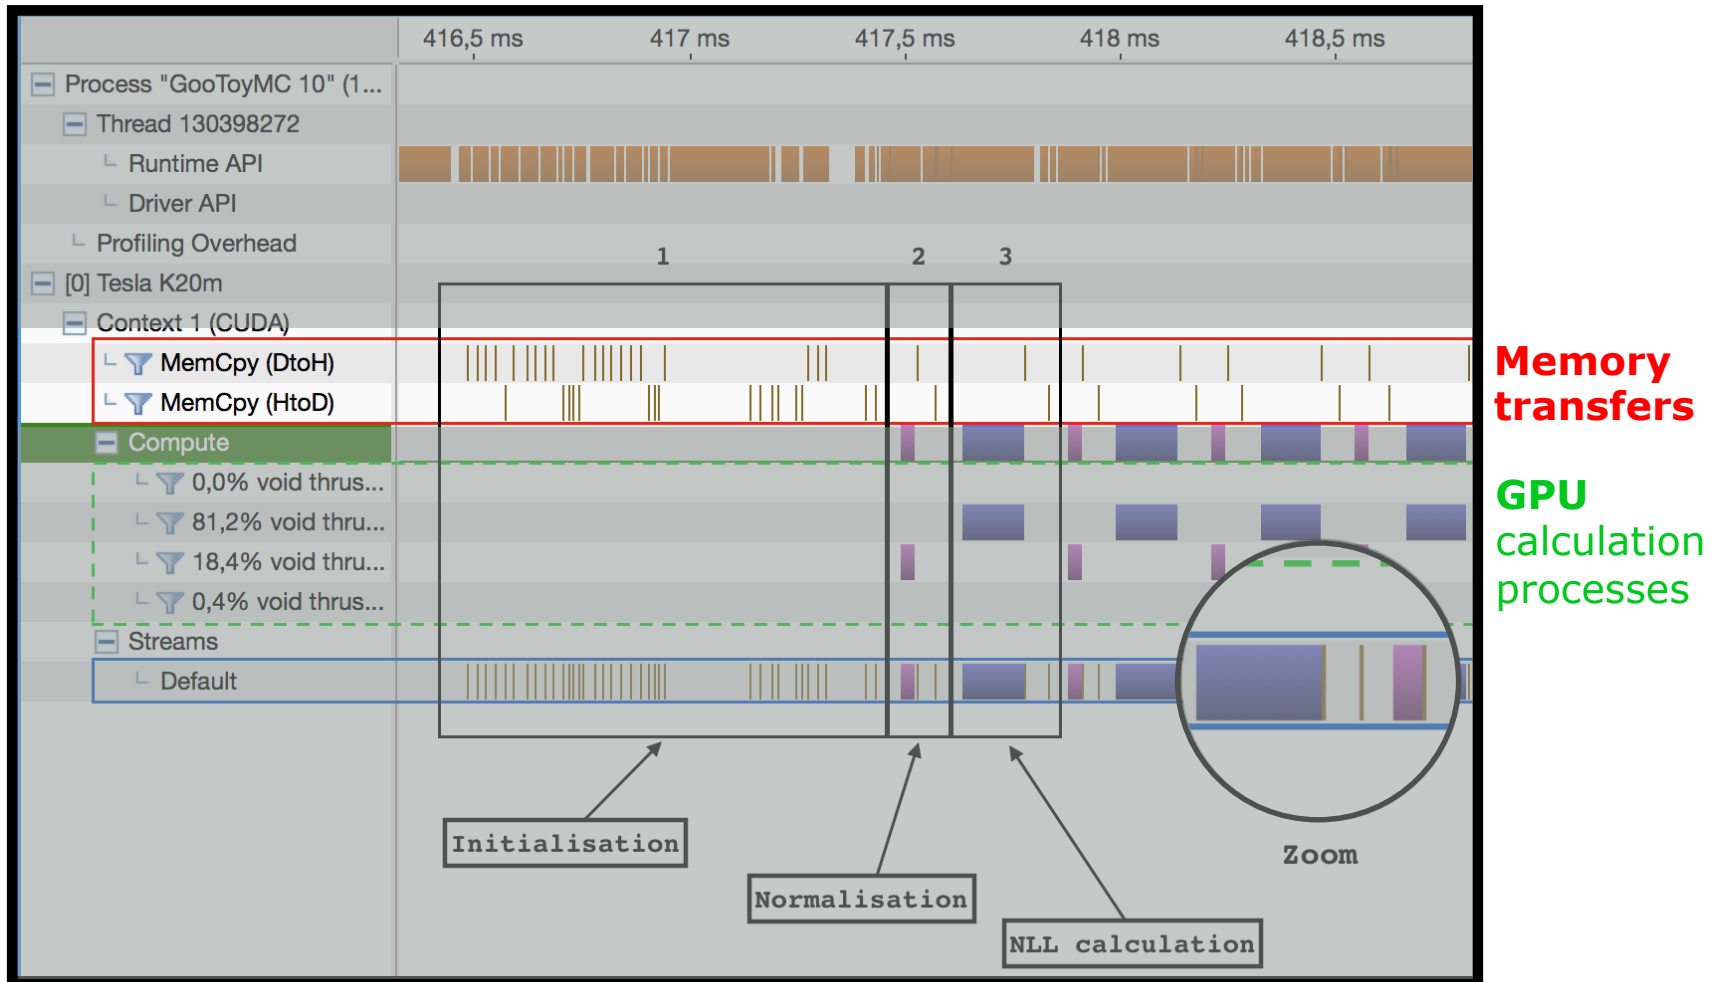 416,5 ms 417 ms 417,5 ms 418 ms 418,5 ms
Process "GooToyMC 10" (1...
Thread 130398272
Runtime API
Driver API
Profiling Overhead
1 2 3
[0] Tesla K20m
Context 1 (CUDA)
MemCpy (DtoH)
MemCpy (HtoD)
Memory
transfers
Compute
0,0% void thrus...
81,2% void thru...
18,4% void thru...
0,4% void thrus...
GPU
calculation
processes
Streams
Default
Initialisation
Normalisation
NLL calculation
Zoom